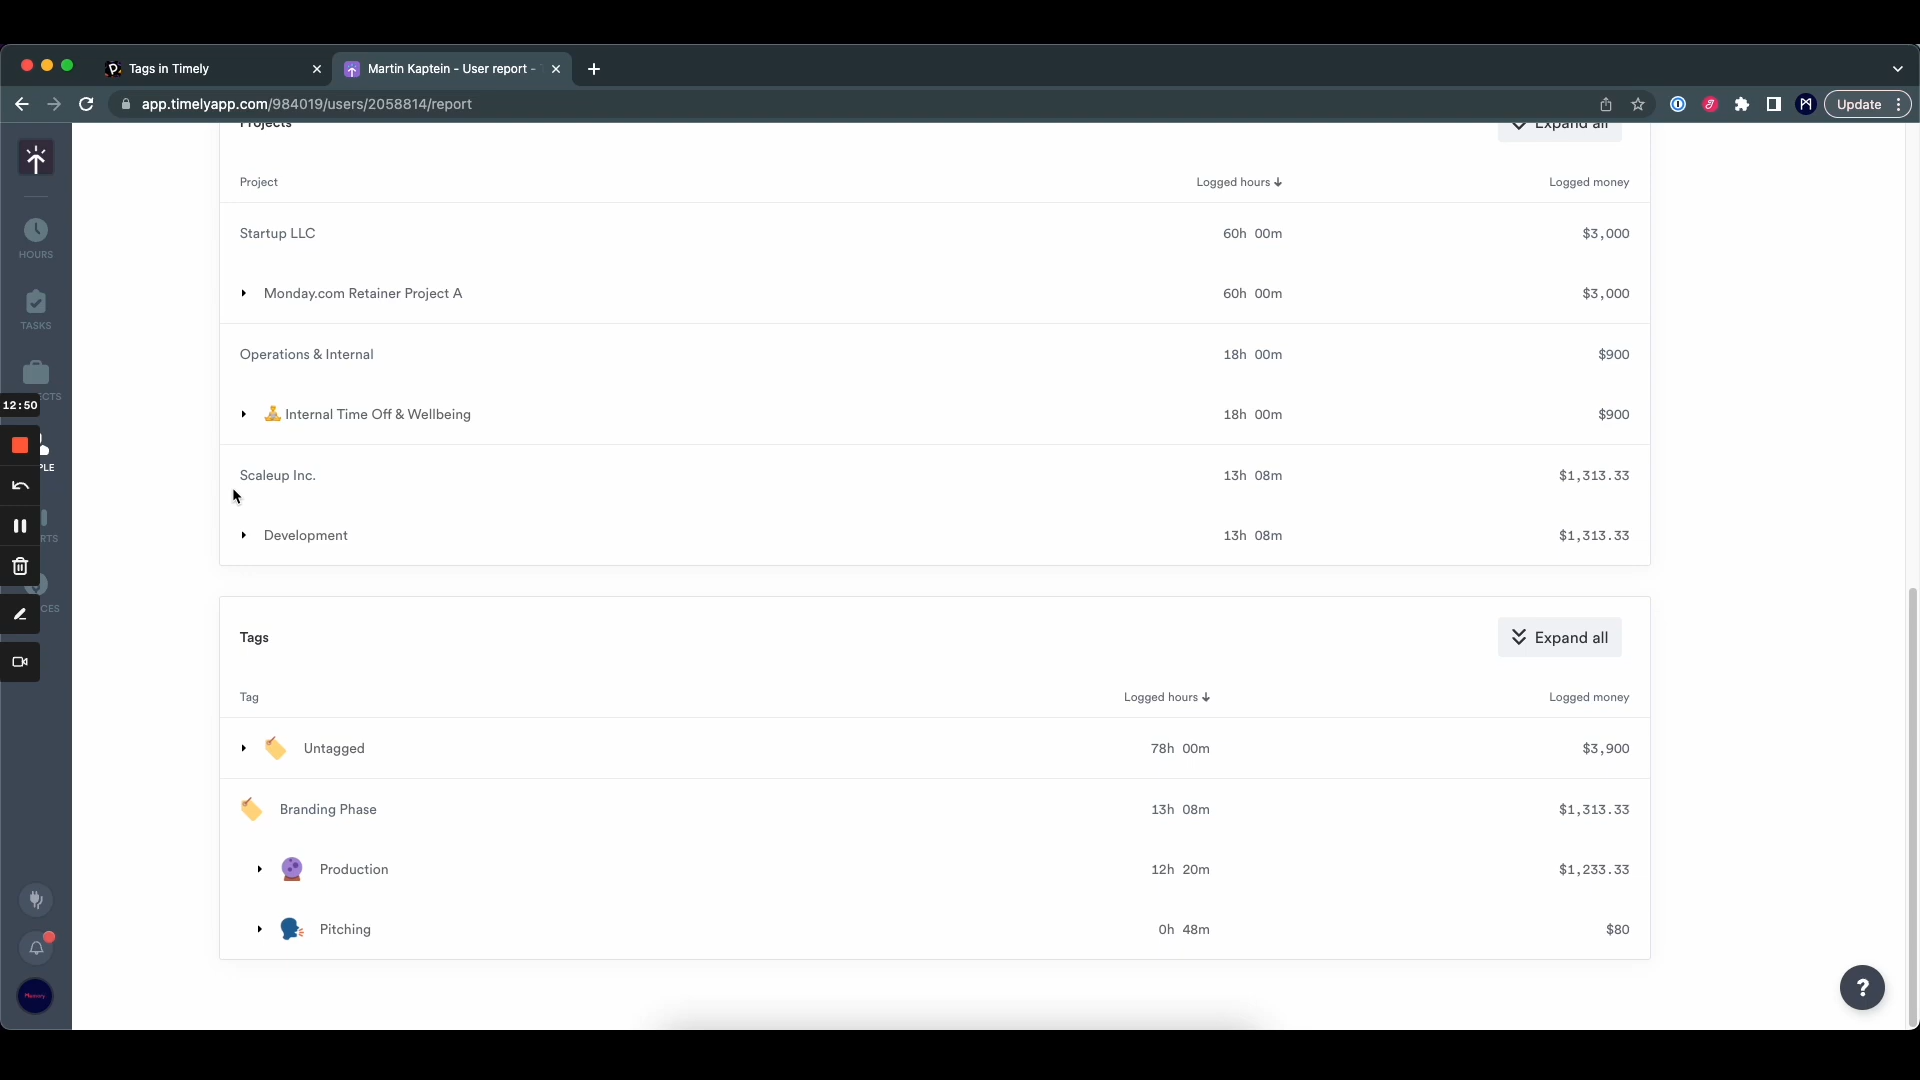 Tags in Timely
Martin Kaptein - User report -
app.timelyapp.com/984019/users/2058814/report
Update
Projects
Expand all
Project
Logged hours
Logged money
Startup LLC
60h 00m
$3,000
Monday.com Retainer Project A
60h 00m
$3,000
Operations & Internal
18h 00m
$900
Internal Time Off & Wellbeing
18h 00m
$900
Scaleup Inc.
13h 08m
$1,313.33
Development
13h 08m
$1,313.33
Tags
Expand all
Tag
Logged hours
Logged money
Untagged
78h 00m
$3,900
Branding Phase
13h 08m
$1,313.33
Production
12h 20m
$1,233.33
Pitching
0h 48m
$80
HOURS
TASKS
ECTS
12:50
PLE
RTS
CES
Memory
?